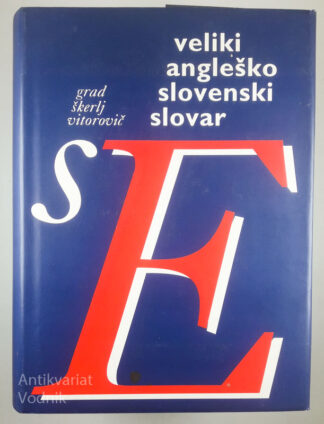 veliki
angleško
slovenski
slovar
grad
škerlj
vitorovič
s
E
Antikvariat
Vodnik